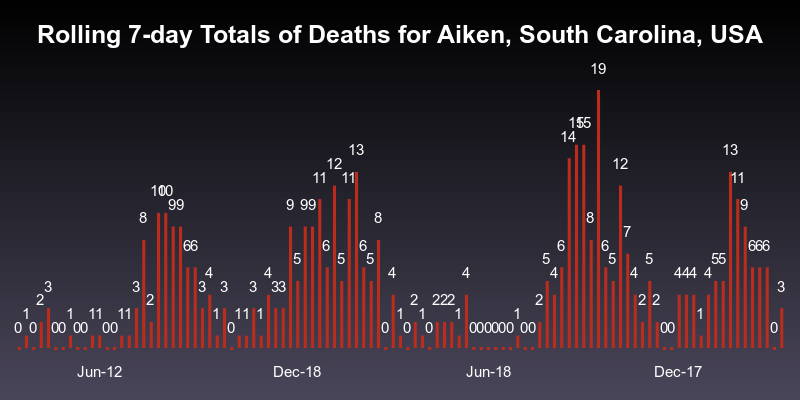 Rolling 7-day Totals of Deaths for Aiken, South Carolina, USA
0 1 0 2 3 0 0 1 0 0 1 1 0 0 1 1 3 8 2 10 10 9 9 6 6 3 4 1 3 0 1 1 3 1 4 3 3 9 5 9 9 11 6 12 5 11 13 6 5 8 0 4 1 0 2 1 0 2 2 2 1 4 0 0 0 0 0 0 1 0 0 2 5 4 6 14 15 15 8 19 6 5 12 7 4 2 5 2 0 0 4 4 4 1 4 5 5 13 11 9 6 6 6 0 3
Jun-12 Dec-18 Jun-18 Dec-17